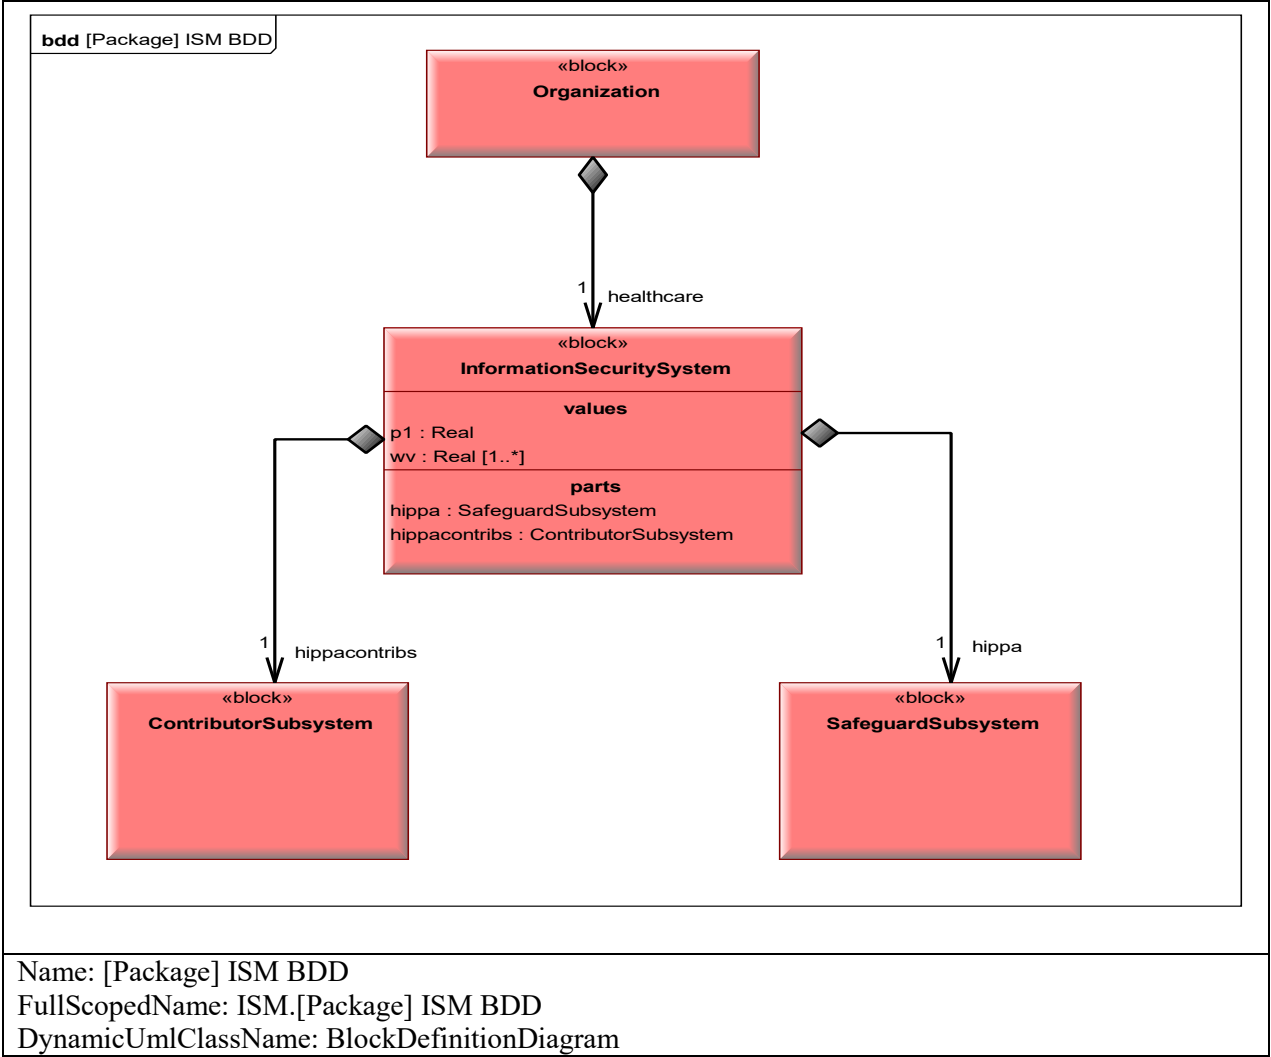 bdd [Package] ISM BDD
«block»
Organization
1
healthcare
«block»
InformationSecuritySystem
values
p1 : Real
wv : Real [1..*]
parts
hippa : SafeguardSubsystem
hippacontribs : ContributorSubsystem
1
hippacontribs
1
hippa
«block»
ContributorSubsystem
«block»
SafeguardSubsystem
Name: [Package] ISM BDD
FullScopedName: ISM.[Package] ISM BDD
DynamicUmlClassName: BlockDefinitionDiagram